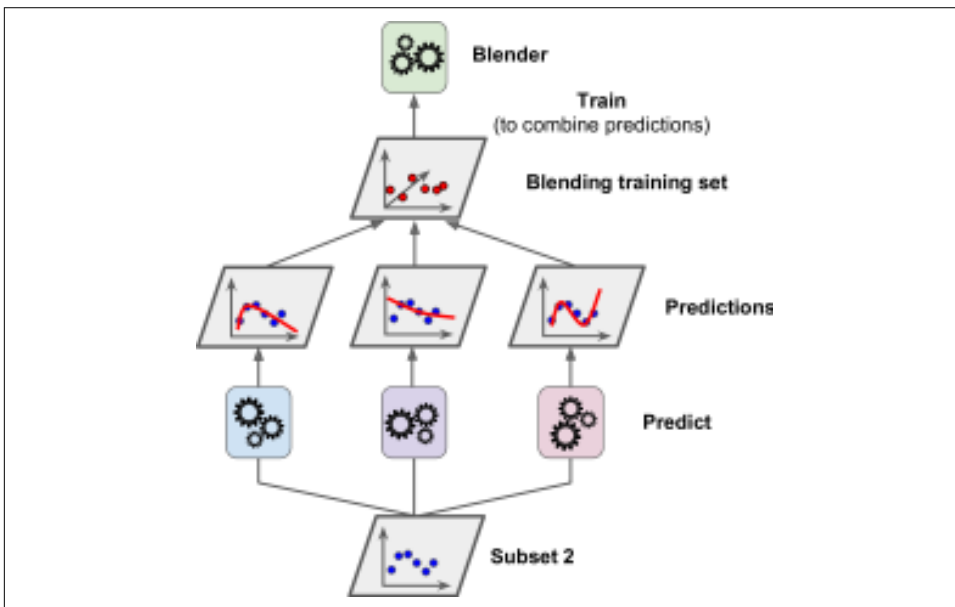 Blender
Train
(to combine predictions)
Blending training set
Predictions
Predict
Subset 2